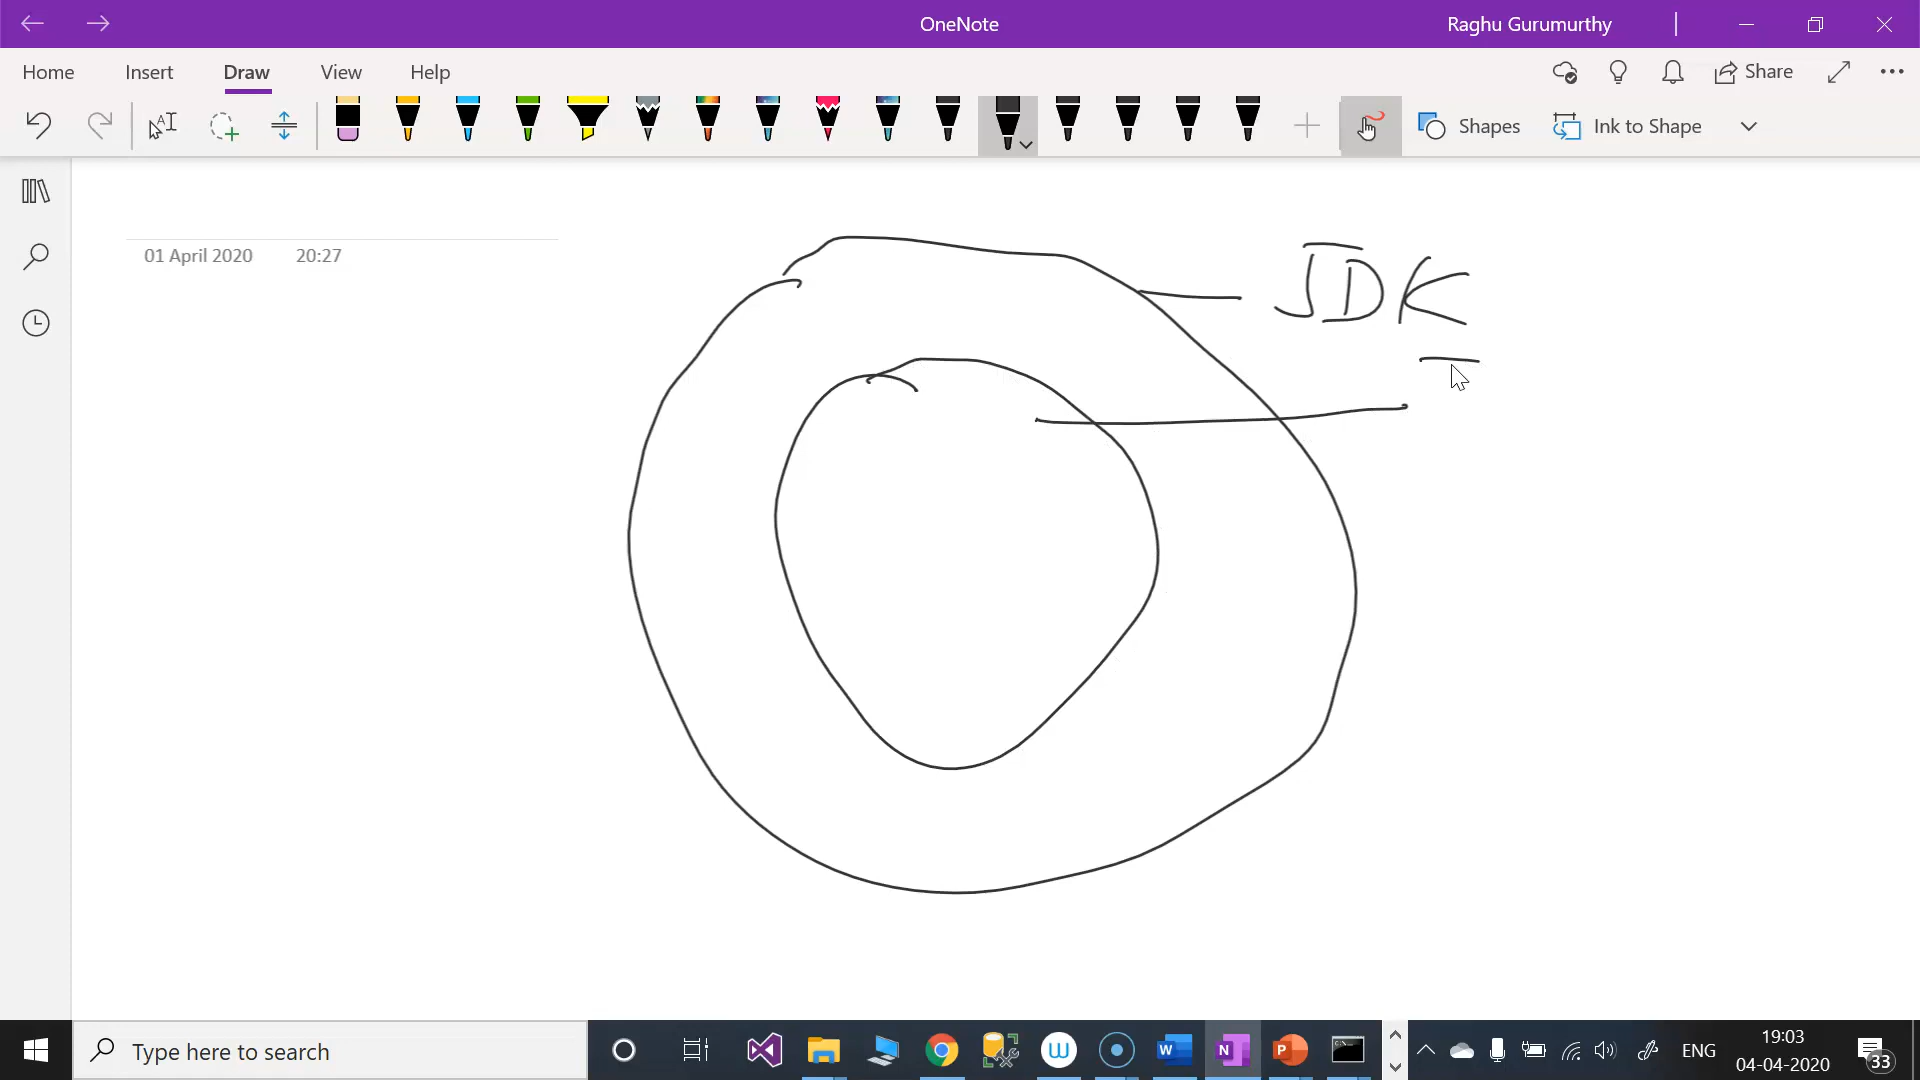 OneNote
Raghu Gurumurthy
Home Insert Draw View Help
Share
Shapes Ink to Shape
01 April 2020 20:27
JDK
Type here to search
ENG
19:03
04-04-2020
33